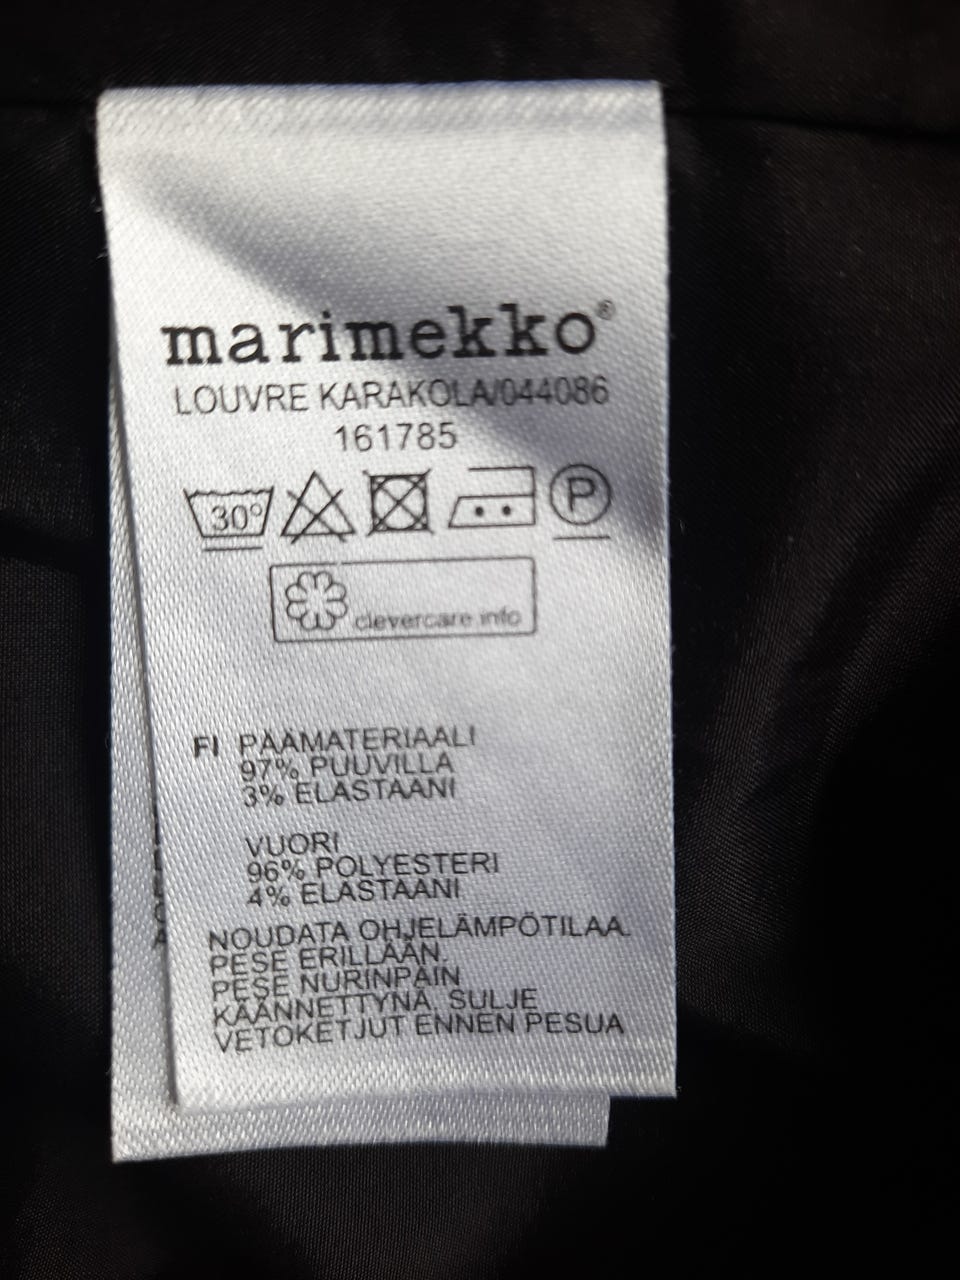 marimekko®
LOUVRE KARAKOLA/044086
161785
30° P
clevercare.info
FI PÄÄMATERIAALI
97% PUUVILLA
3% ELASTAANI
VUORI
96% POLYESTERI
4% ELASTAANI
NOUDATA OHJELÄMPÖTILAA.
PESE ERILLÄÄN.
PESE NURINPÄIN
KÄÄNNETTYNÄ. SULJE
VETOKETJUT ENNEN PESUA